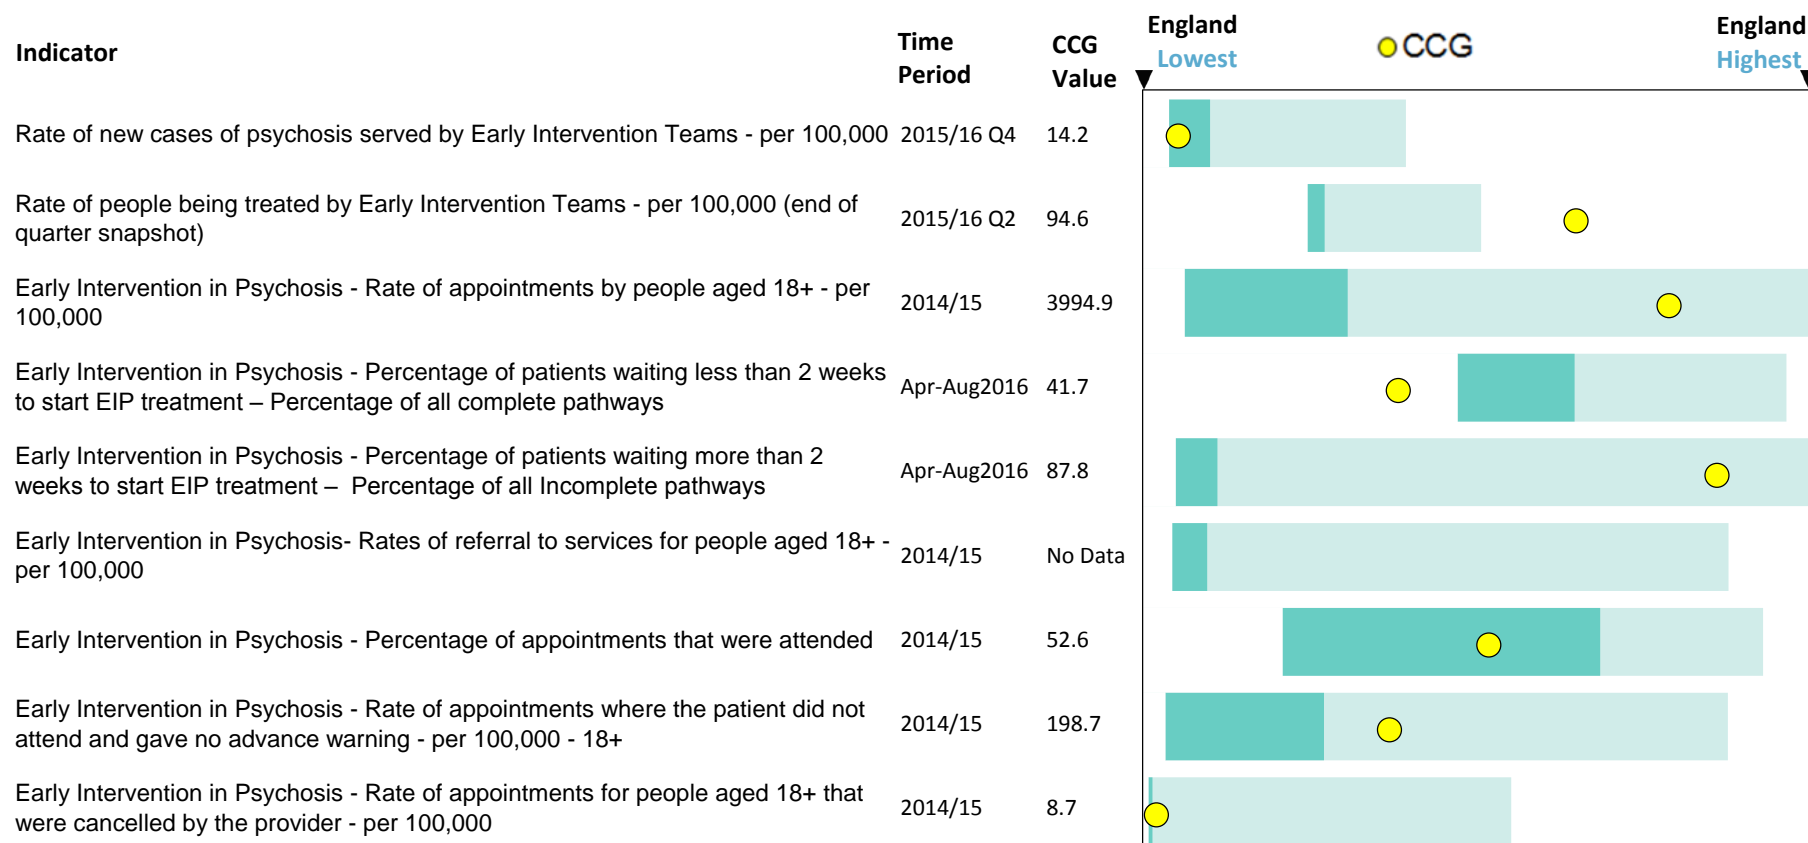 Indicator
Time
Period
CCG
Value
England
Lowest
CCG
England
Highest
Rate of new cases of psychosis served by Early Intervention Teams - per 100,000 2015/16 Q4 14.2
Rate of people being treated by Early Intervention Teams - per 100,000 (end of
quarter snapshot)
2015/16 Q2 94.6
Early Intervention in Psychosis - Rate of appointments by people aged 18+ - per
100,000
2014/15 3994.9
Early Intervention in Psychosis - Percentage of patients waiting less than 2 weeks
to start EIP treatment – Percentage of all complete pathways
Apr-Aug2016 41.7
Early Intervention in Psychosis - Percentage of patients waiting more than 2
weeks to start EIP treatment – Percentage of all Incomplete pathways
Apr-Aug2016 87.8
Early Intervention in Psychosis- Rates of referral to services for people aged 18+ -
per 100,000
2014/15 No Data
Early Intervention in Psychosis - Percentage of appointments that were attended 2014/15 52.6
Early Intervention in Psychosis - Rate of appointments where the patient did not
attend and gave no advance warning - per 100,000 - 18+
2014/15 198.7
Early Intervention in Psychosis - Rate of appointments for people aged 18+ that
were cancelled by the provider - per 100,000
2014/15 8.7